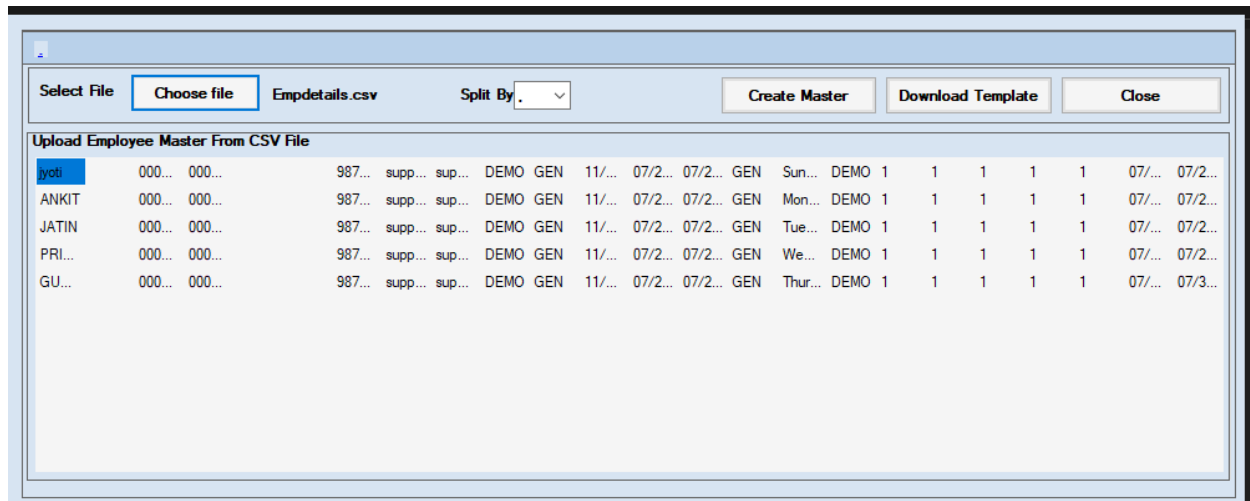 .
Select File Choose file Empdetails.csv Split By , Create Master Download Template Close
Upload Employee Master From CSV File
jyoti 000... 000... 987... supp... sup... DEMO GEN 11/... 07/2... 07/2... GEN Sun... DEMO 1 1 1 1 1 07/... 07/2...
ANKIT 000... 000... 987... supp... sup... DEMO GEN 11/... 07/2... 07/2... GEN Mon... DEMO 1 1 1 1 1 07/... 07/2...
JATIN 000... 000... 987... supp... sup... DEMO GEN 11/... 07/2... 07/2... GEN Tue... DEMO 1 1 1 1 1 07/... 07/2...
PRI... 000... 000... 987... supp... sup... DEMO GEN 11/... 07/2... 07/2... GEN We... DEMO 1 1 1 1 1 07/... 07/2...
GU... 000... 000... 987... supp... sup... DEMO GEN 11/... 07/2... 07/2... GEN Thur... DEMO 1 1 1 1 1 07/... 07/3...